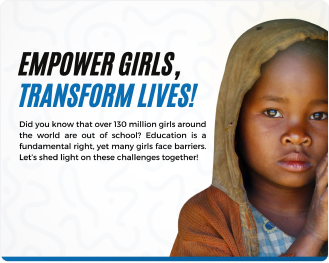 EMPOWER GIRLS,
TRANSFORM LIVES!
Did you know that over 130 million girls around
the world are out of school? Education is a
fundamental right, yet many girls face barriers.
Let's shed light on these challenges together!